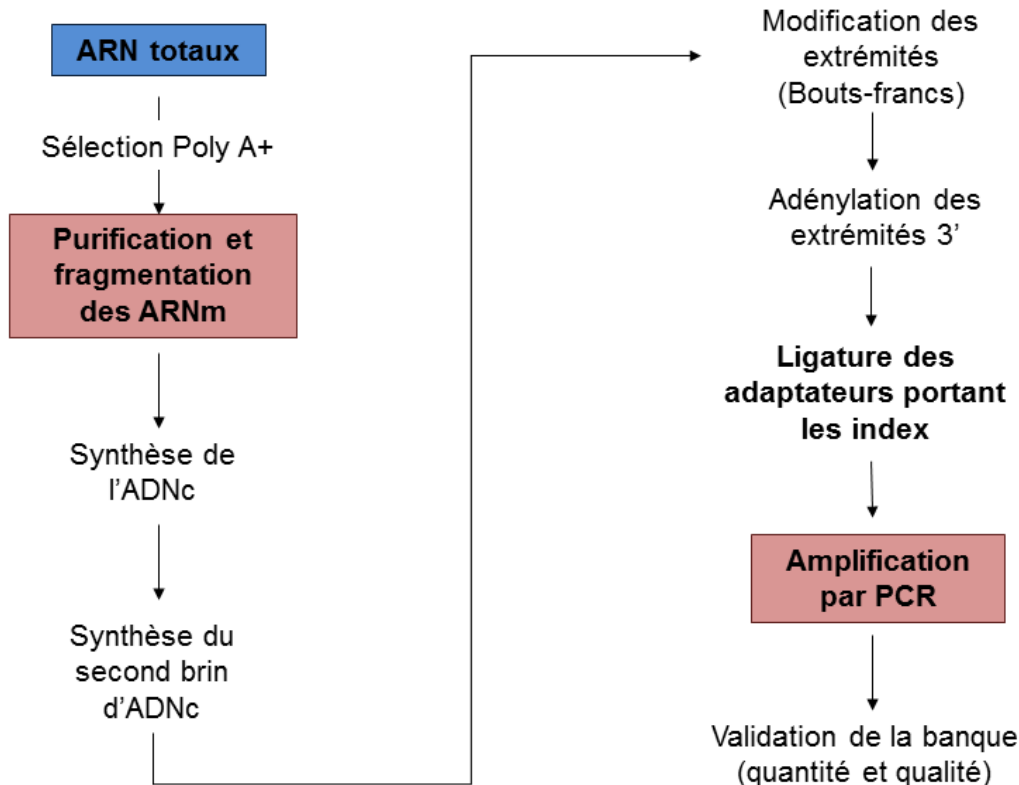 ARN totaux
Sélection Poly A+
Purification et
fragmentation
des ARNm
Synthèse de
l'ADNc
Synthèse du
second brin
d'ADNc
Modification des
extrémités
(Bouts-francs)
Adénylation des
extrémités 3'
Ligature des
adaptateurs portant
les index
Amplification
par PCR
Validation de la banque
(quantité et qualité)